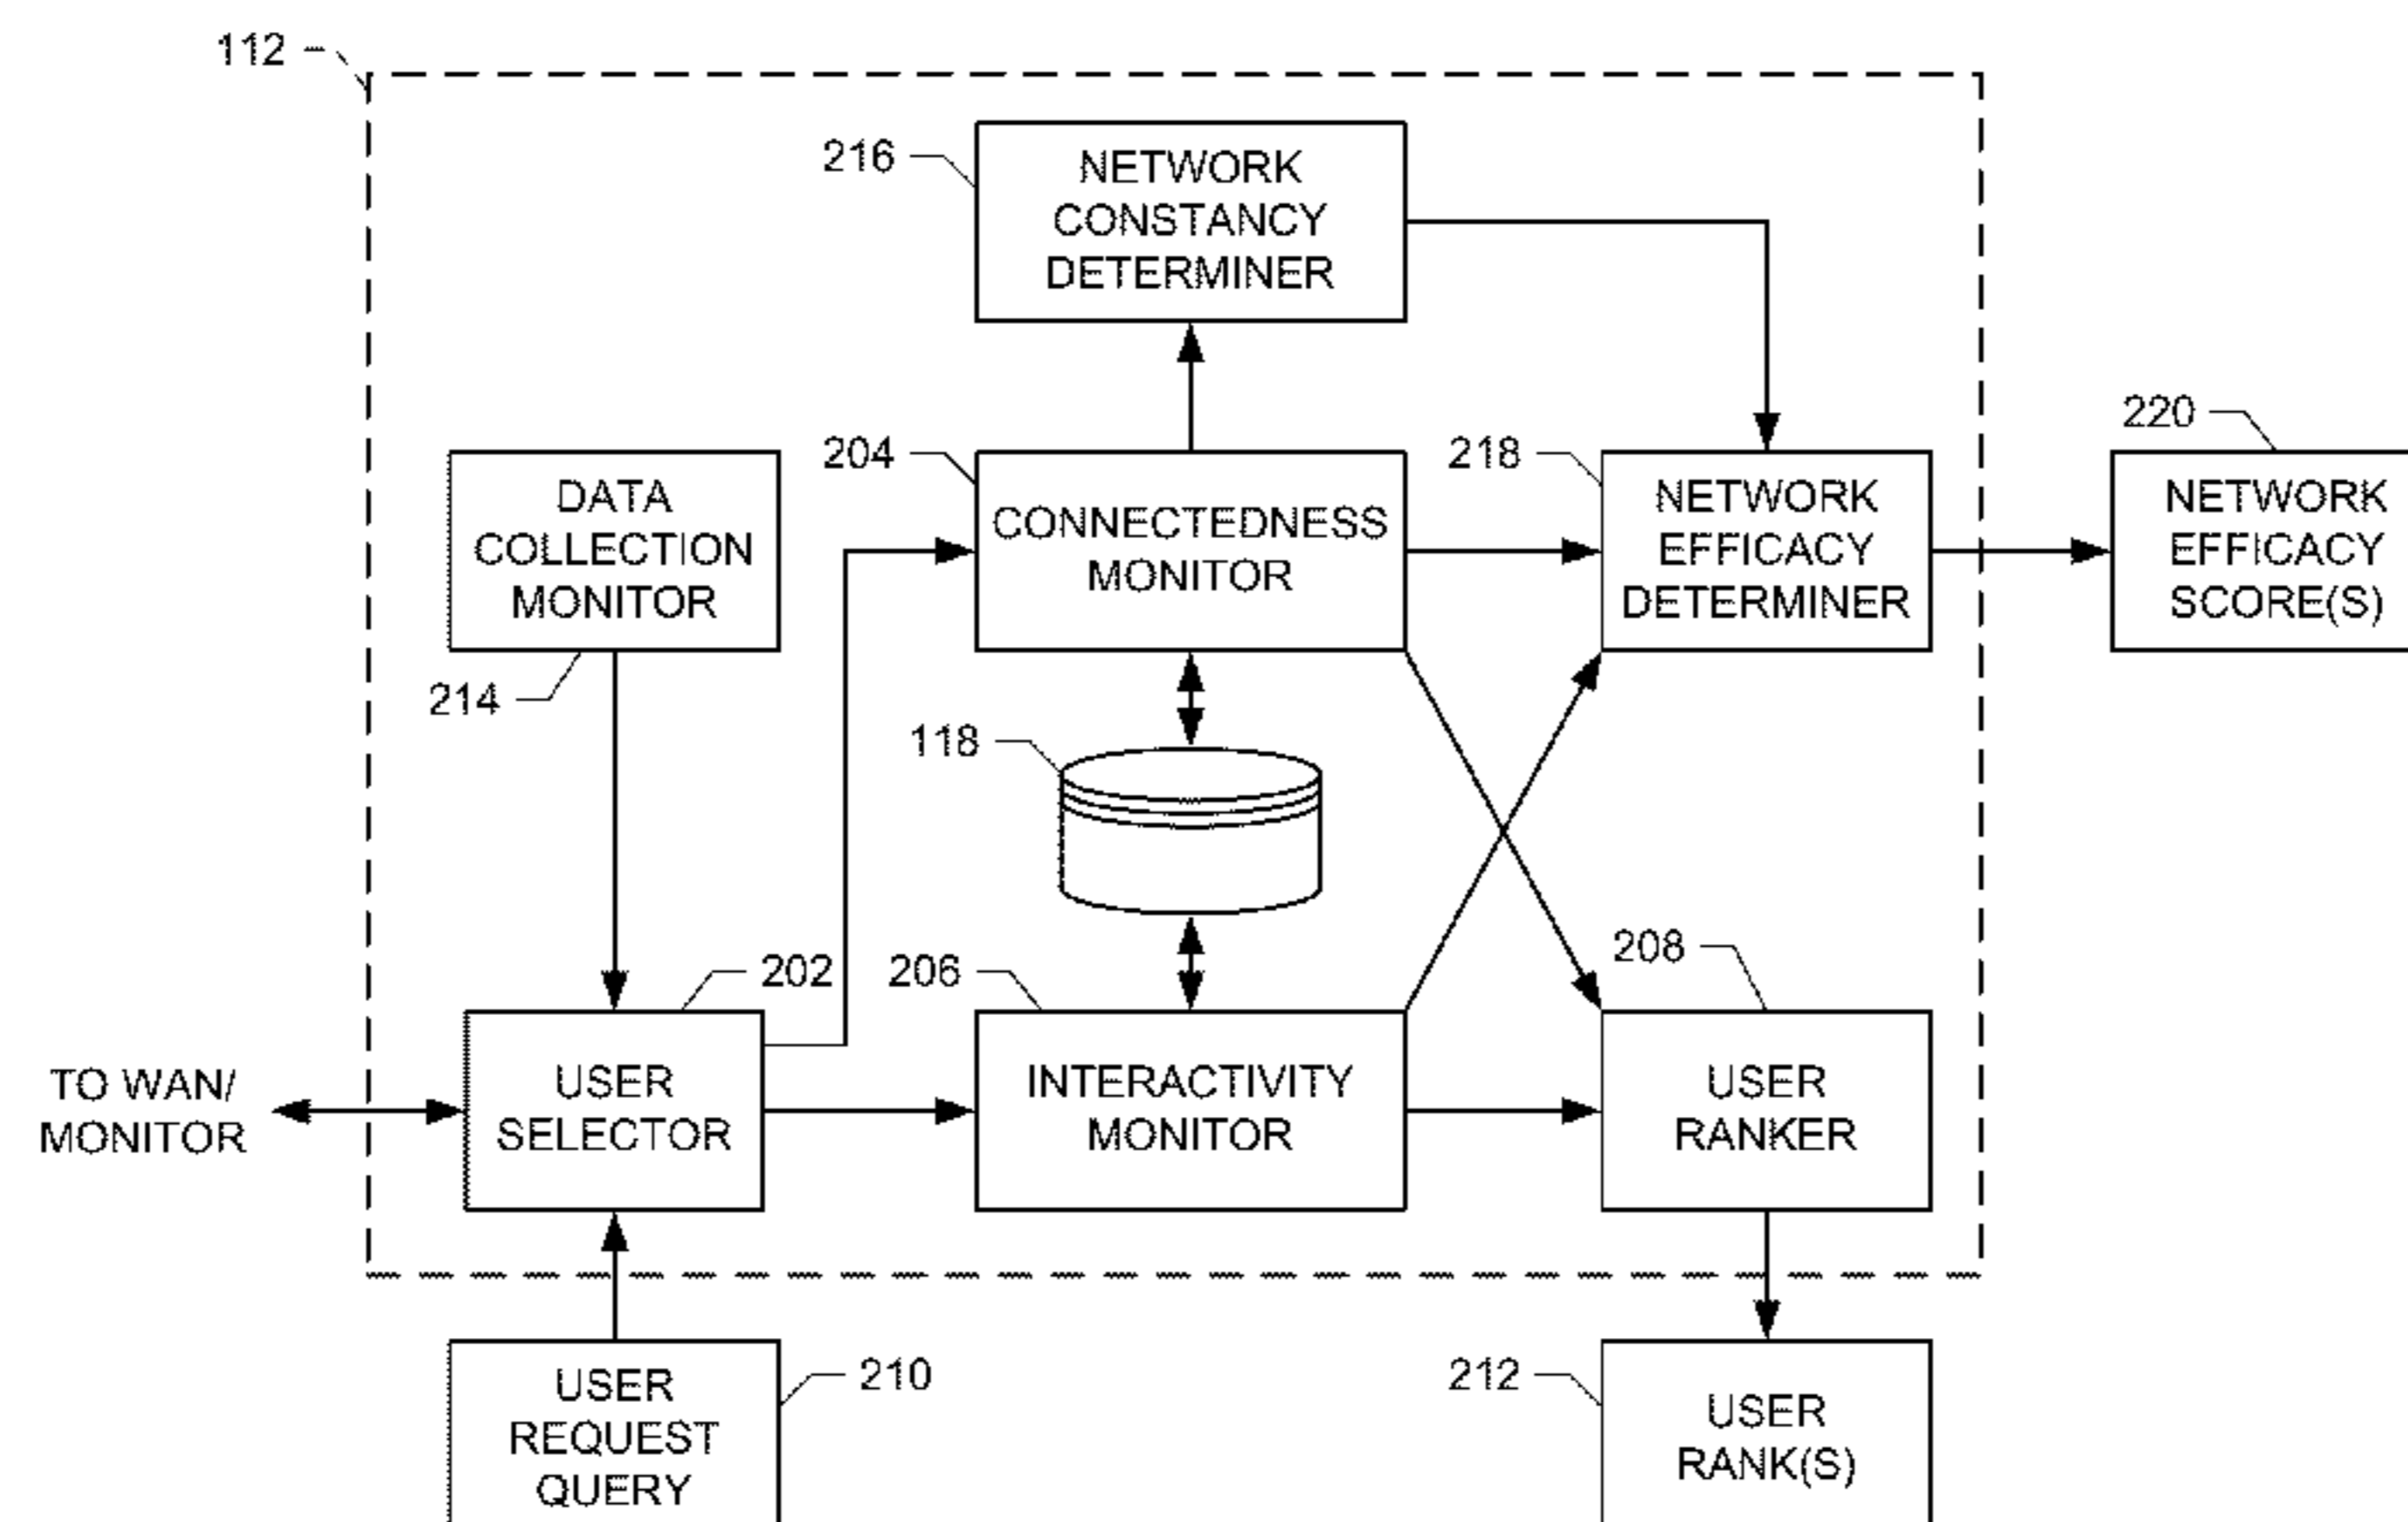 112
216
NETWORK
CONSTANCY
DETERMINER
220
204
218
DATA
COLLECTION
MONITOR
CONNECTEDNESS
MONITOR
NETWORK
EFFICACY
DETERMINER
NETWORK
EFFICACY
SCORE(S)
214
118
202
206
208
TO WAN/
MONITOR
USER
SELECTOR
INTERACTIVITY
MONITOR
USER
RANKER
USER
REQUEST
QUERY
210
212
USER
RANK(S)